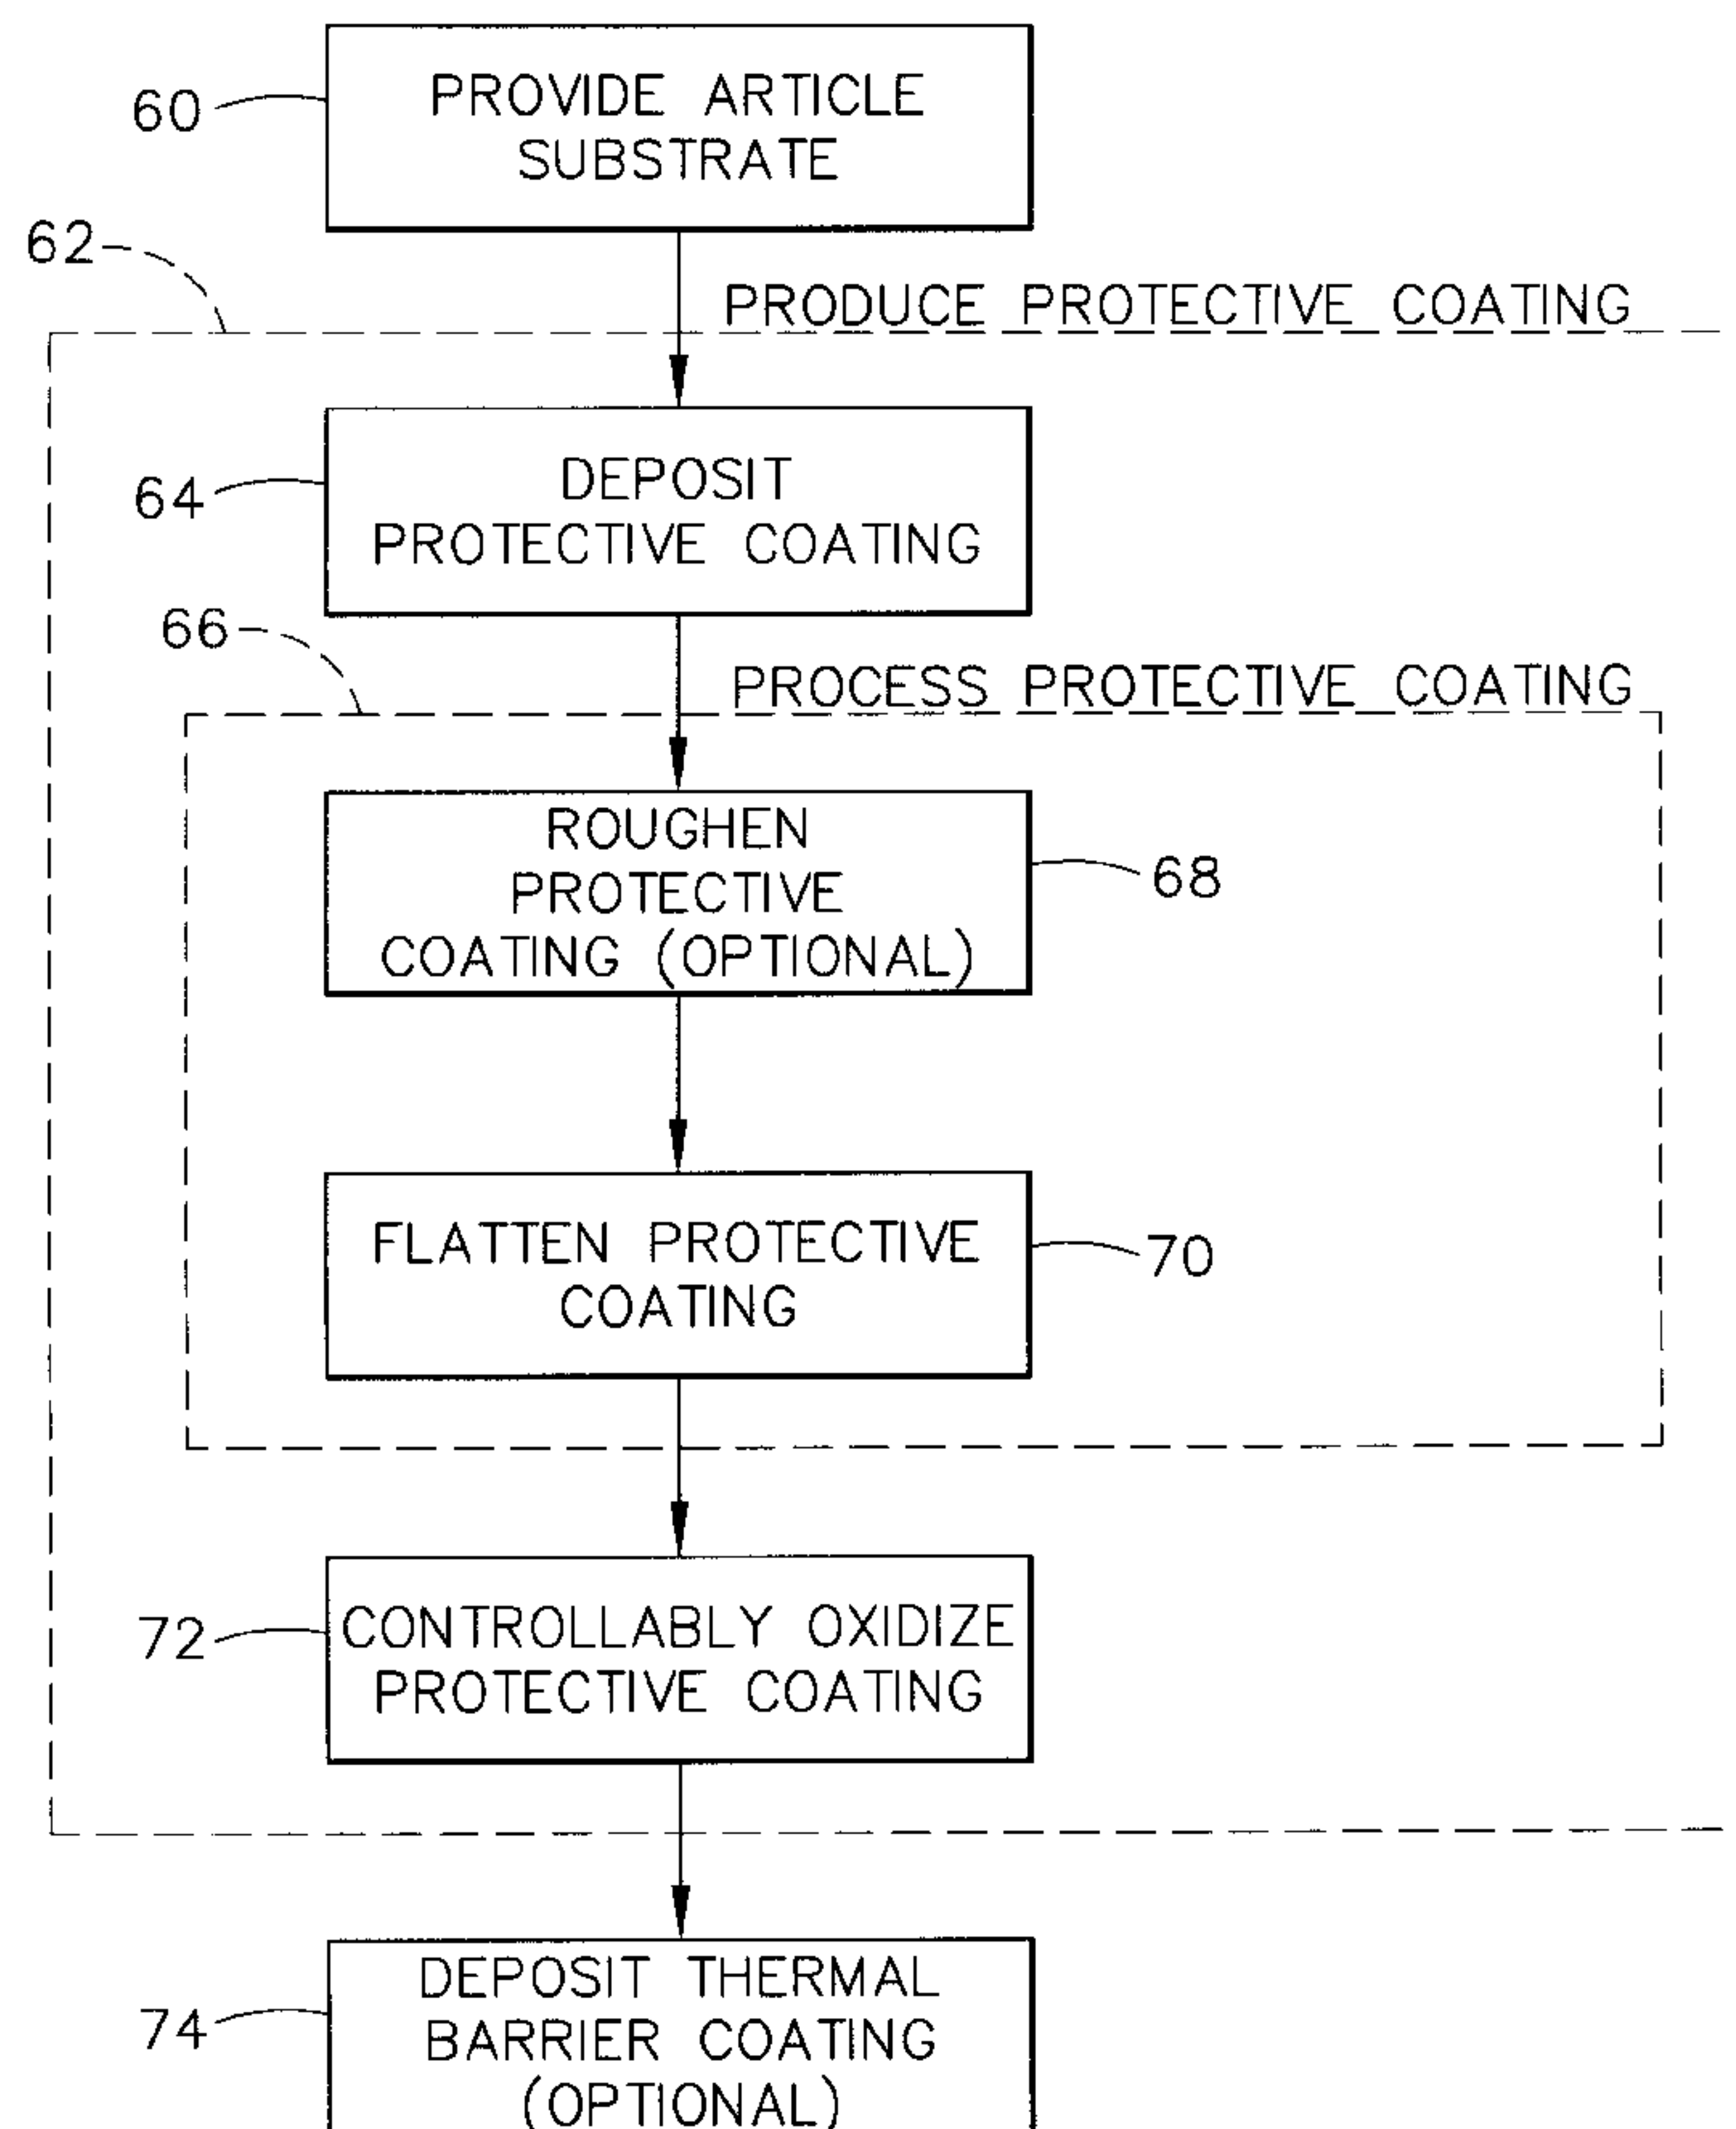 PROVIDE ARTICLE
60
SUBSTRATE
62
PRODUCE PROTECTIVE COATING
DEPOSIT
64
PROTECTIVE COATING
66
PROCESS PROTECTIVE COATING
ROUGHEN
PROTECTIVE
68
COATING (OPTIONAL)
FLATTEN PROTECTIVE
70
COATING
CONTROLLABLY OXIDIZE
72
PROTECTIVE COATING
DEPOSIT THERMAL
74
BARRIER COATING
(OPTIONAL)